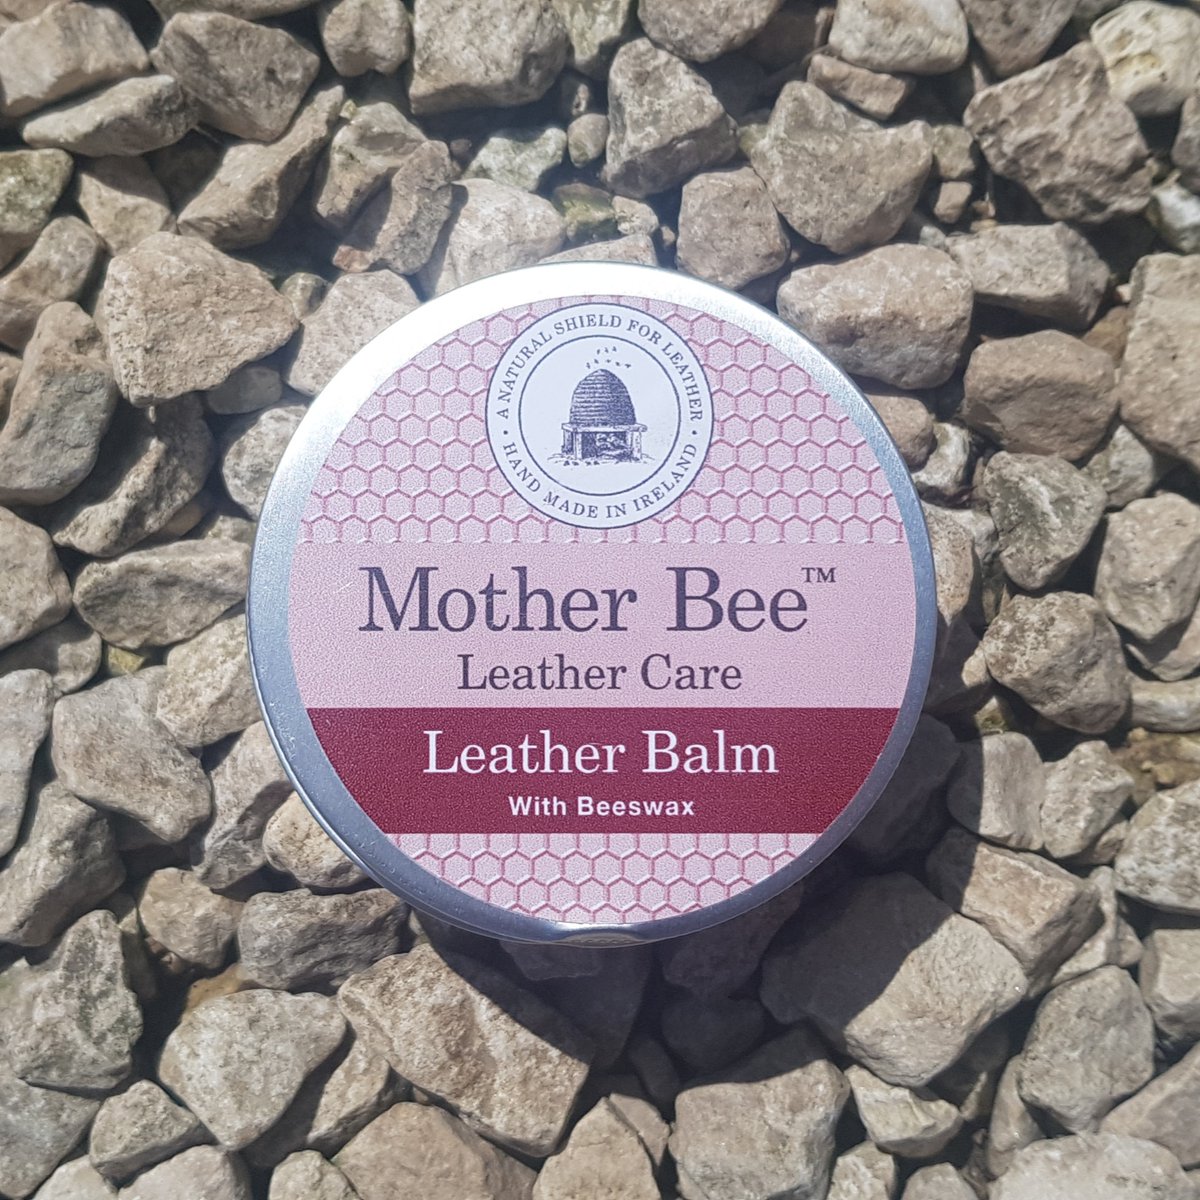 A NATURAL SHIELD FOR LEATHER
• HAND MADE IN IRELAND •
Mother Bee™
Leather Care
Leather Balm
With Beeswax